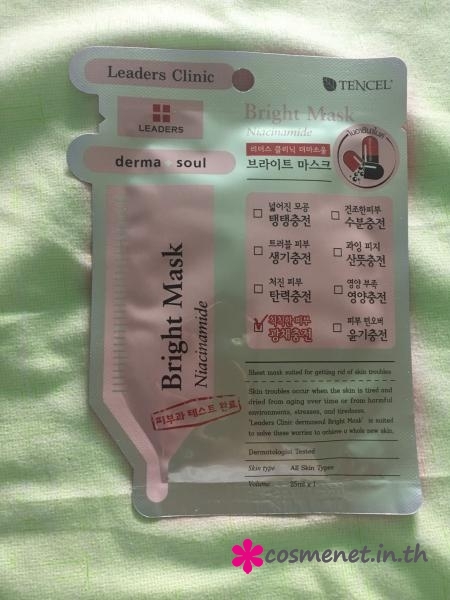 Leaders Clinic
LEADERS
derma soul
TENCEL
Bright Mask
Niacinamide
리더스 클리닉 더마소울
브라이트 마스크
넓어진 모공
탱탱충전
건조한피부
수분충전
트러블 피부
생기충전
과잉 피지
산뜻충전
처진 피부
탄력충전
영양 부족
영양충전
칙칙한 피부
광채충전
피부 면오버
윤기충전
Bright Mask
Niacinamide
피부과 테스트 완료
Sheet mask suited for getting rid of skin troubles
Skin troubles occur when the skin is tired and
dried from aging over time or from harmful
environments, stresses, and tiredness.
'Leaders Clinic dermasoul Bright Mask' is suited
to solve these worries to achieve a whole new skin.
Dermatologist Tested
Skin type All Skin Types
Volume 25ml x 1
cosmenet.in.th